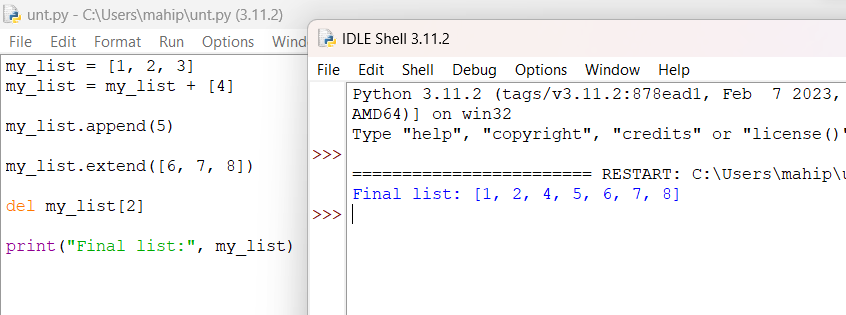 unt.py - C:\Users\mahip\unt.py (3.11.2)
File Edit Format Run Options Wind
my_list = [1, 2, 3]
my_list = my_list + [4]
my_list.append(5)
my_list.extend([6, 7, 8])
del my_list[2]
print("Final list:", my_list)
IDLE Shell 3.11.2
File Edit Shell Debug Options Window Help
Python 3.11.2 (tags/v3.11.2:878ead1, Feb  7 2023,
AMD64)] on win32
Type "help", "copyright", "credits" or "license()"
>>>
======================== RESTART: C:\Users\mahip\u
Final list: [1, 2, 4, 5, 6, 7, 8]
>>>